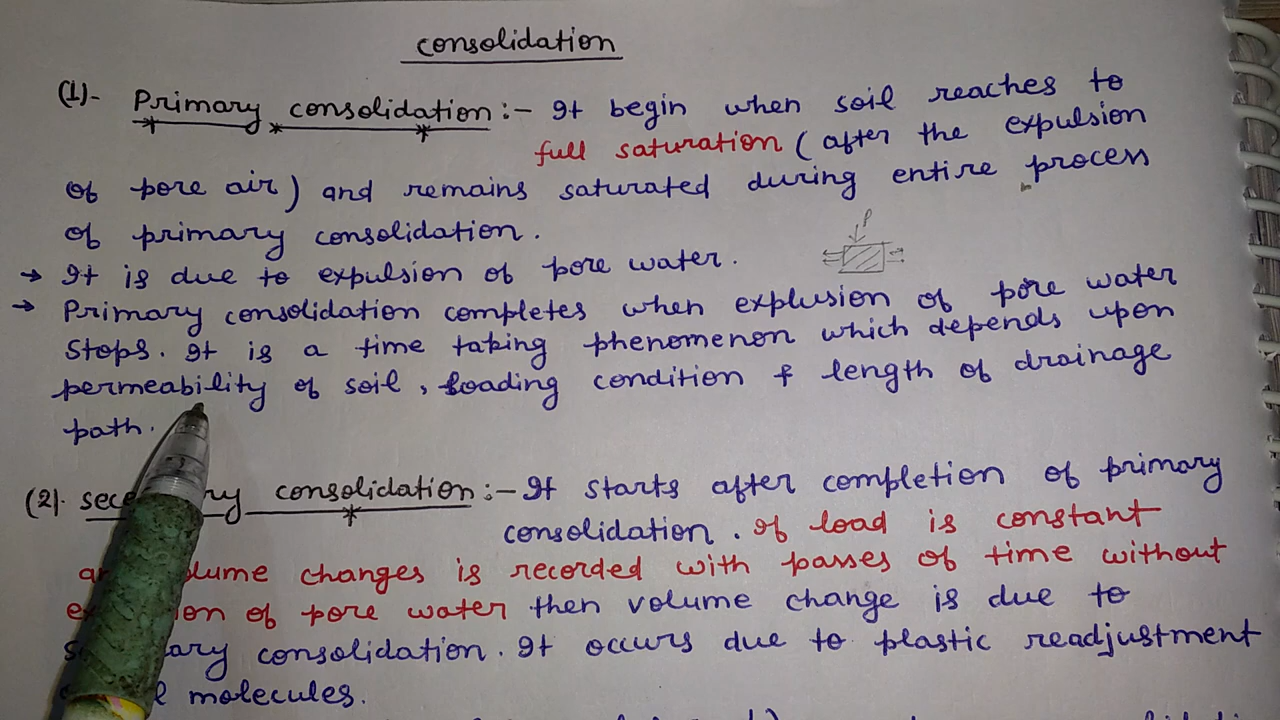 consolidation
(1)- Primary consolidation :- It begin when soil reaches to
full saturation (after the expulsion
of pore air) and remains saturated during entire process
of primary consolidation.
P
→ It is due to expulsion of pore water.
→ Primary consolidation completes when explusion of pore water
stops. It is a time taking phenomenon which depends upon
permeability of soil, loading condition & length of drainage
path.
(2). consolidation :- It starts after completion of primary
consolidation. If load is constant
changes is recorded with passes of time without
of pore water then volume change is due to
consolidation. It occurs due to plastic readjustment
molecules.